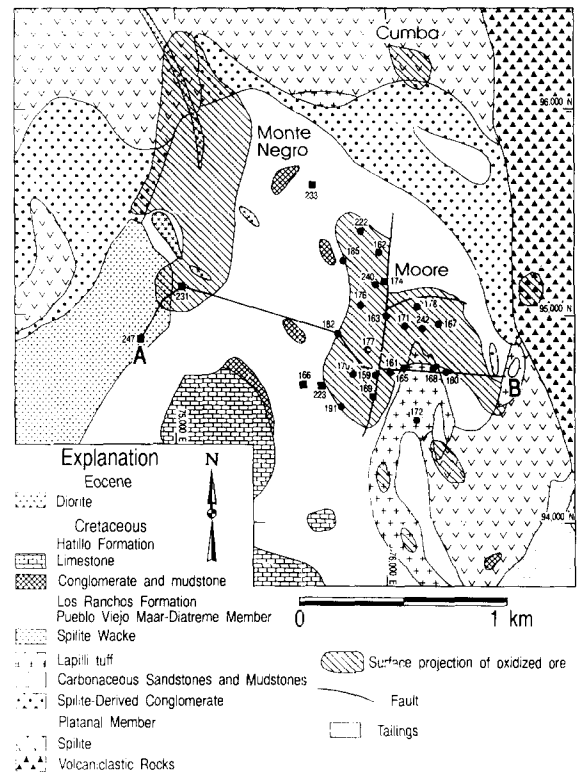 Cumba
96,000 N
Monte
Negro
233
222
162
185
Moore
240
174
231
176
178
95,000 N
163
171
242
167
182
247
A
177
170
159
161
165
168
160
B
166
223
169
75,000 E
191
172
Explanation
N
Eocene
Diorite
94,000 N
Cretaceous
76,000 E
Hatillo Formation
Limestone
Conglomerate and mudstone
Los Ranchos Formation
Pueblo Viejo Maar-Diatreme Member
0
1 km
Spilite Wacke
Lapilli tuff
Surface projection of oxidized ore
Carbonaceous Sandstones and Mudstones
Spilite-Derived Conglomerate
Fault
Platanal Member
Tailings
Spilite
Volcaniclastic Rocks